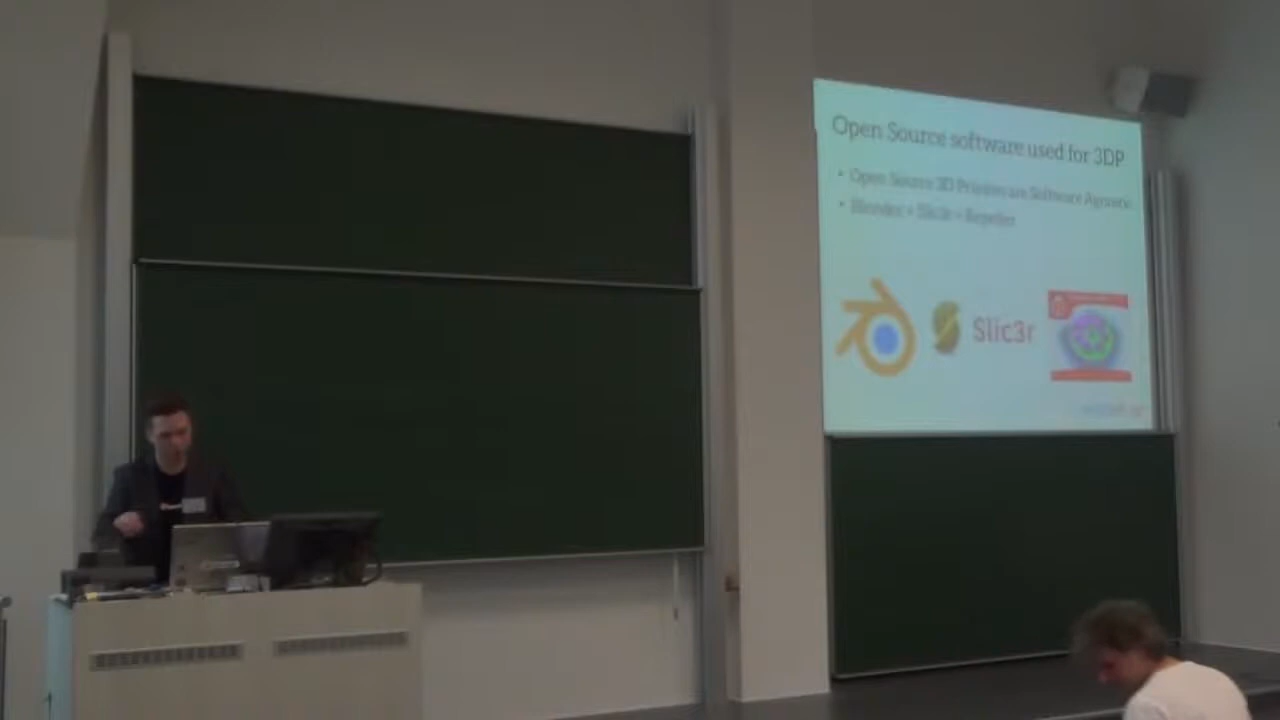 Open Source software used for 3DP
• Open Source 3D Printers are Software Agnostic
• Blender + Slic3r + Repetier
Slic3r